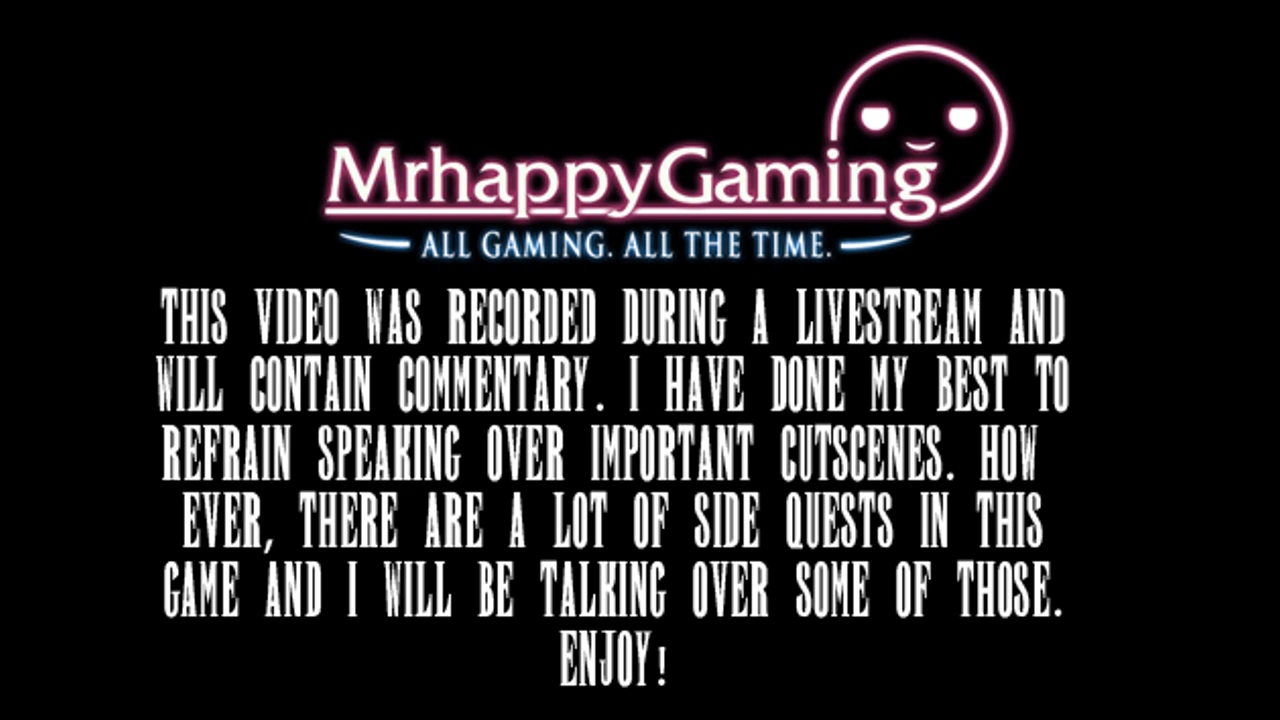 MrhappyGaming
ALL GAMING. ALL THE TIME.
THIS VIDEO WAS RECORDED DURING A LIVESTREAM AND
WILL CONTAIN COMMENTARY. I HAVE DONE MY BEST TO
REFRAIN SPEAKING OVER IMPORTANT CUTSCENES. HOW
EVER, THERE ARE A LOT OF SIDE QUESTS IN THIS
GAME AND I WILL BE TALKING OVER SOME OF THOSE.
ENJOY!